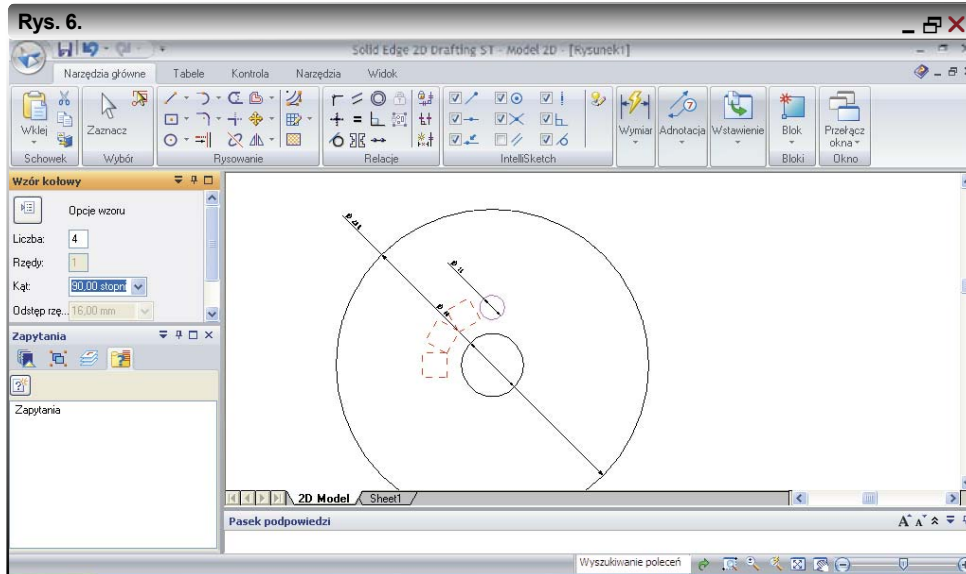 Rys. 6.
Solid Edge 2D Drafting ST - Model 2D - [Rysunek1]
Narzędzia główne Tabele Kontrola Narzędzia Widok
Wklej Zaznacz Wymiar Adnotacja Wstawienie Blok Przełącz okna
Schowek Wybór Rysowanie Relacje IntelliSketch Bloki Okno
Wzór kołowy
Opcje wzoru
Liczba: 4
Rzędy: 1
Kąt: 90,00 stopni
Odstęp rzę... 16,00 mm
Zapytania
Zapytania
2D Model Sheet1
Pasek podpowiedzi
Wyszukiwanie poleceń